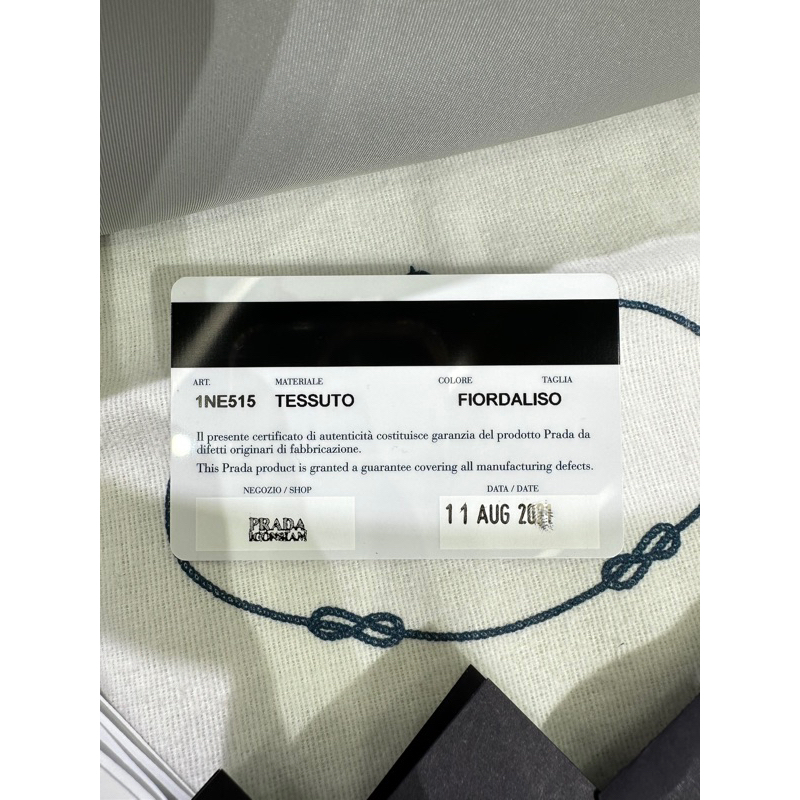 ART. MATERIALE COLORE TAGLIA
1NE515 TESSUTO FIORDALISO
Il presente certificato di autenticità costituisce garanzia del prodotto Prada da
difetti originari di fabbricazione.
This Prada product is granted a guarantee covering all manufacturing defects.
NEGOZIO / SHOP DATA / DATE
PRADA 11 AUG
ICONSIAM